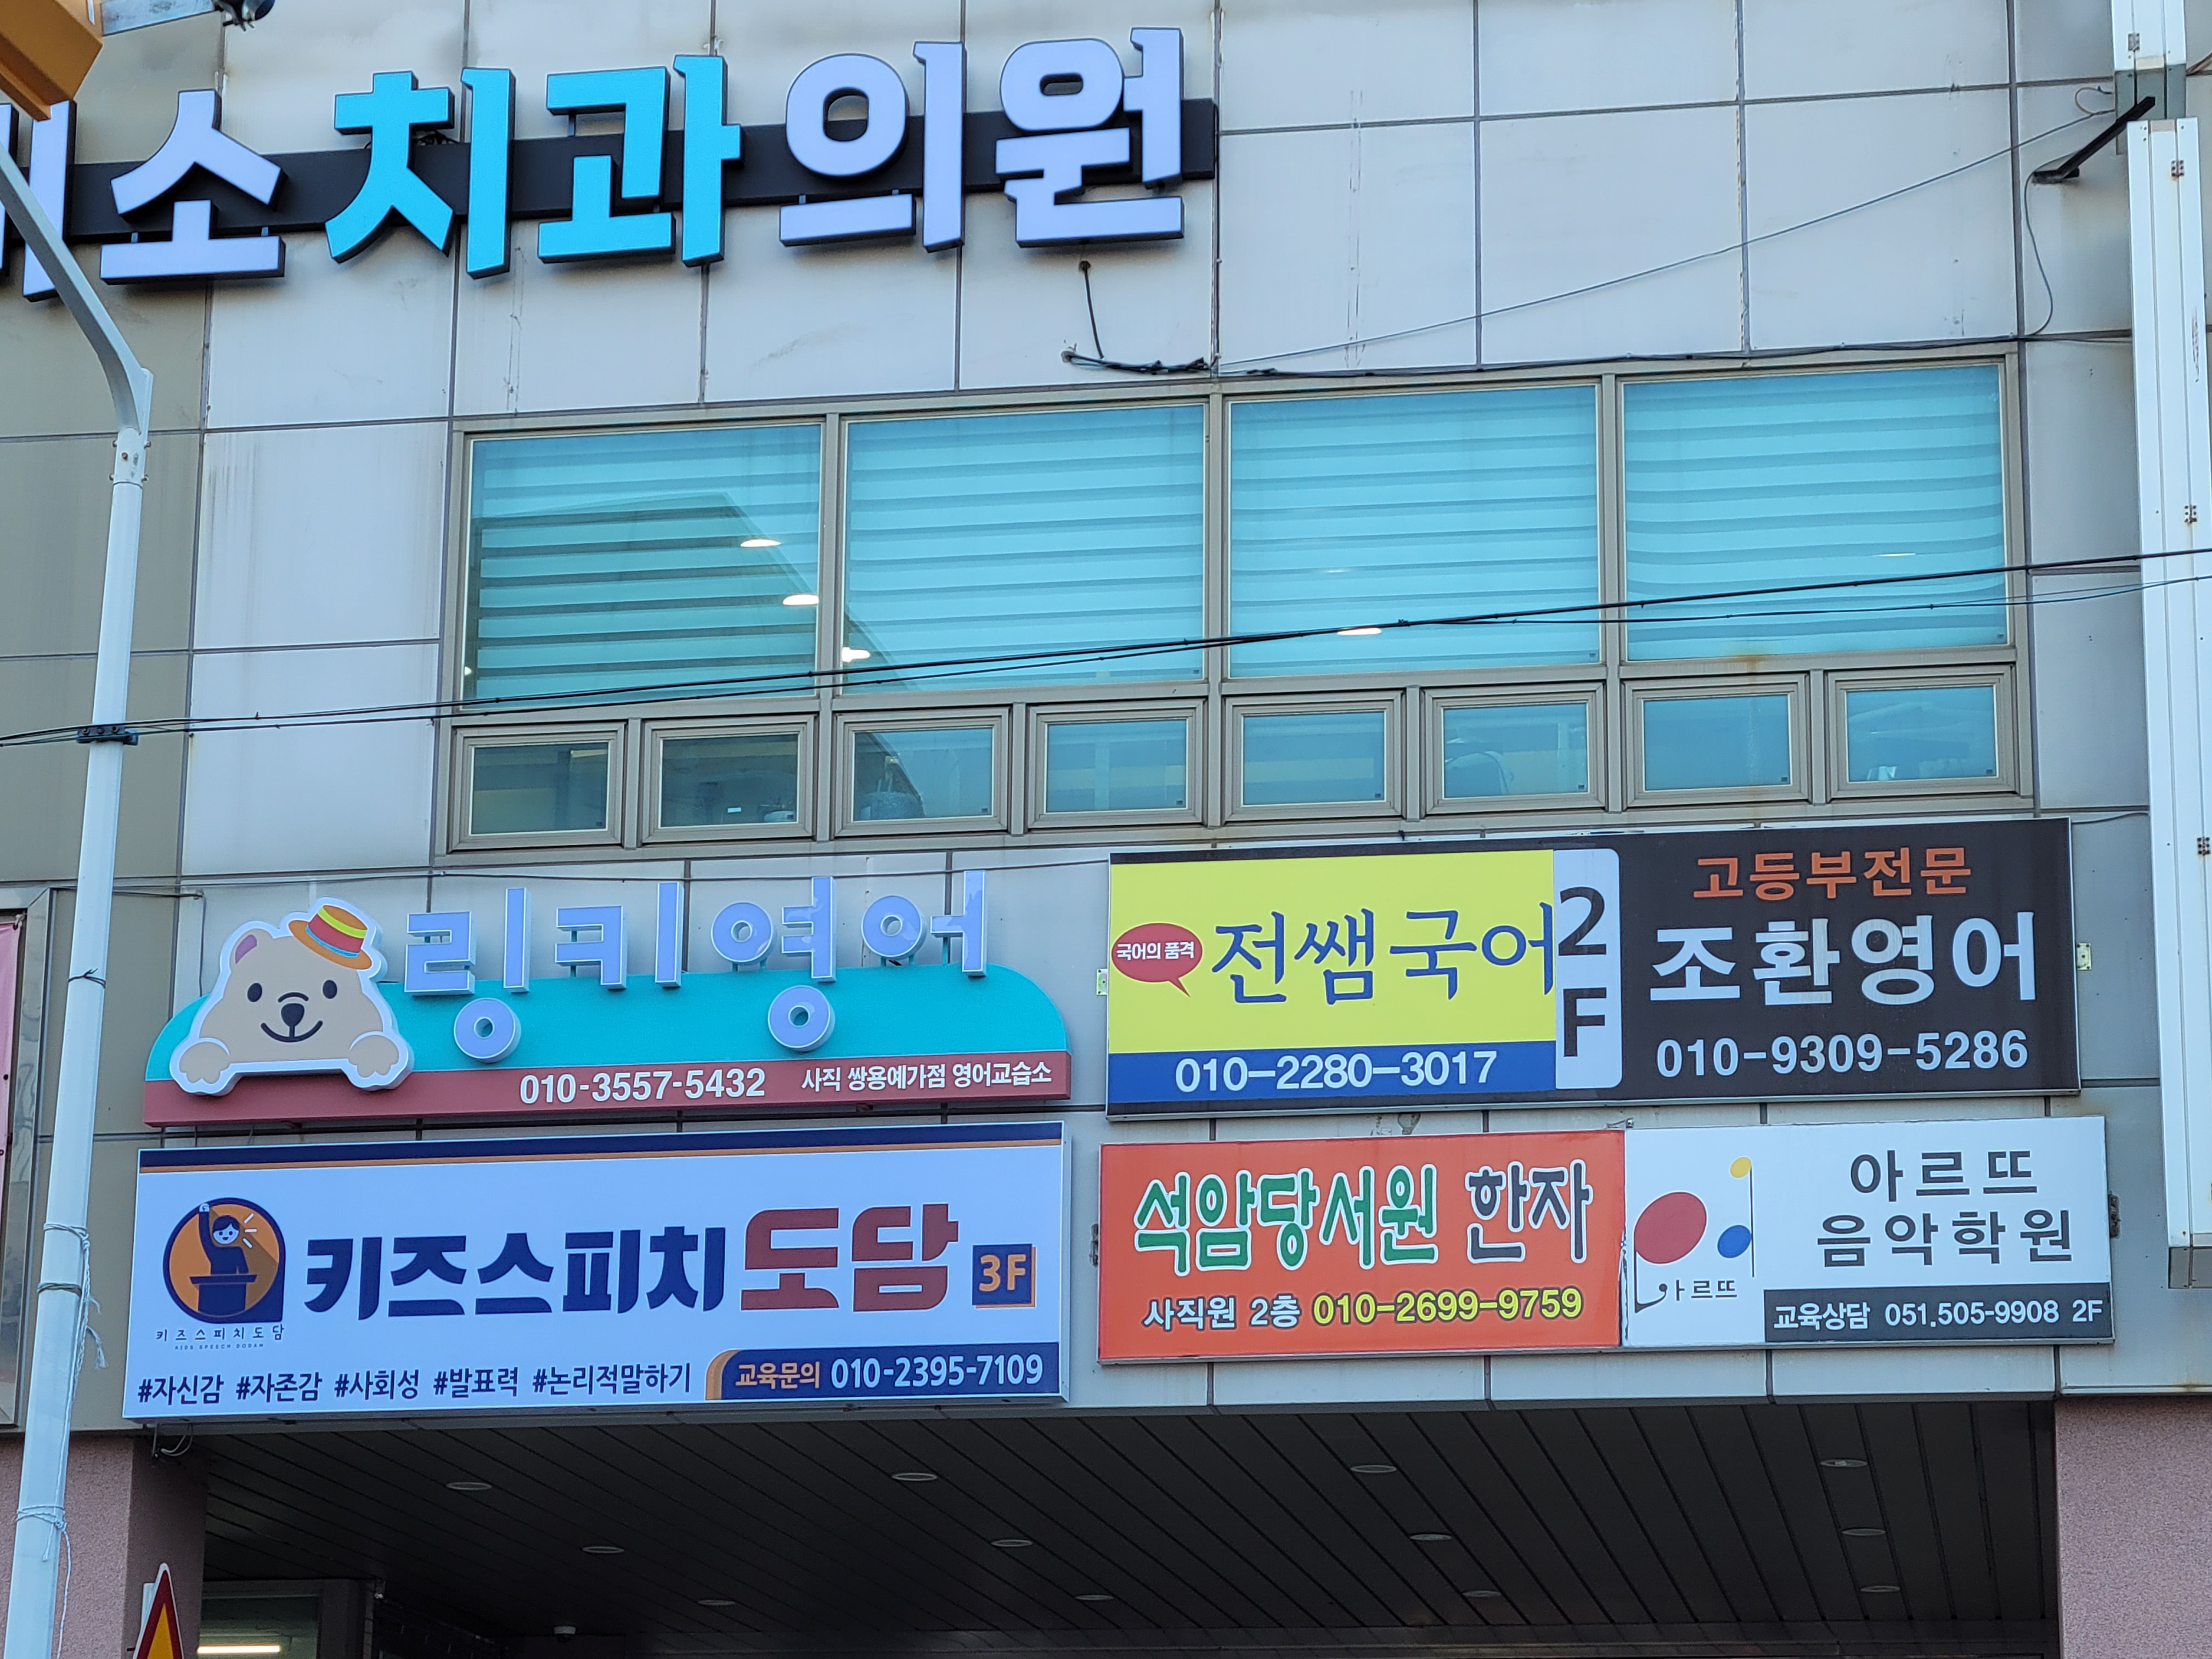 소치과의원
링키영어
010-3557-5432 사직 쌍용예가점 영어교습소
국어의 품격
전쌤국어
010-2280-3017
2F
고등부전문
조환영어
010-9309-5286
키즈스피치도담
키즈스피치도담 3F
#자신감 #자존감 #사회성 #발표력 #논리적말하기
교육문의 010-2395-7109
석암당서원 한자
사직원 2층 010-2699-9759
아르뜨
아르뜨
음악학원
교육상담 051.505-9908 2F